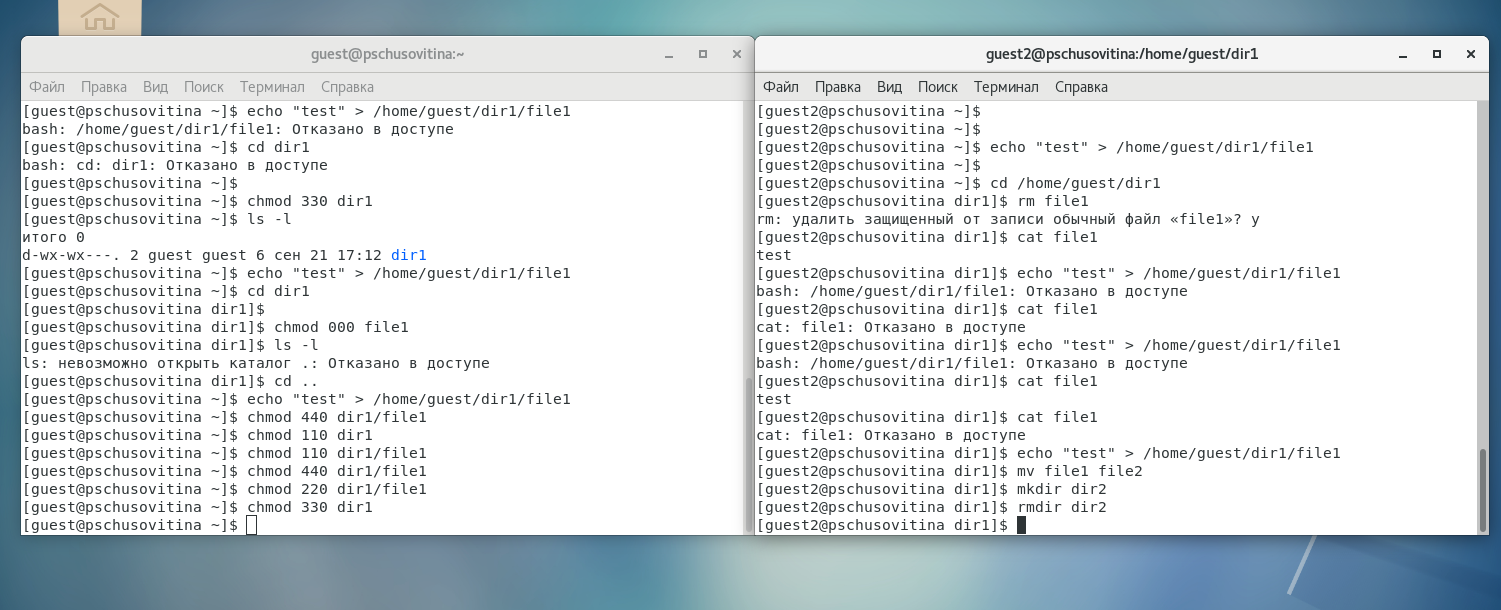 guest@pschusovitina:~
Файл Правка Вид Поиск Терминал Справка
[guest@pschusovitina ~]$ echo "test" > /home/guest/dir1/file1
bash: /home/guest/dir1/file1: Отказано в доступе
[guest@pschusovitina ~]$ cd dir1
bash: cd: dir1: Отказано в доступе
[guest@pschusovitina ~]$
[guest@pschusovitina ~]$ chmod 330 dir1
[guest@pschusovitina ~]$ ls -l
итого 0
d-wx-wx---. 2 guest guest 6 сен 21 17:12 dir1
[guest@pschusovitina ~]$ echo "test" > /home/guest/dir1/file1
[guest@pschusovitina ~]$ cd dir1
[guest@pschusovitina dir1]$
[guest@pschusovitina dir1]$ chmod 000 file1
[guest@pschusovitina dir1]$ ls -l
ls: невозможно открыть каталог .: Отказано в доступе
[guest@pschusovitina dir1]$ cd ..
[guest@pschusovitina ~]$ echo "test" > /home/guest/dir1/file1
[guest@pschusovitina ~]$ chmod 440 dir1/file1
[guest@pschusovitina ~]$ chmod 110 dir1
[guest@pschusovitina ~]$ chmod 110 dir1/file1
[guest@pschusovitina ~]$ chmod 440 dir1/file1
[guest@pschusovitina ~]$ chmod 220 dir1/file1
[guest@pschusovitina ~]$ chmod 330 dir1
[guest@pschusovitina ~]$
guest2@pschusovitina:/home/guest/dir1
Файл Правка Вид Поиск Терминал Справка
[guest2@pschusovitina ~]$
[guest2@pschusovitina ~]$
[guest2@pschusovitina ~]$ echo "test" > /home/guest/dir1/file1
[guest2@pschusovitina ~]$
[guest2@pschusovitina ~]$ cd /home/guest/dir1
[guest2@pschusovitina dir1]$ rm file1
rm: удалить защищенный от записи обычный файл «file1»? y
[guest2@pschusovitina dir1]$ cat file1
test
[guest2@pschusovitina dir1]$ echo "test" > /home/guest/dir1/file1
bash: /home/guest/dir1/file1: Отказано в доступе
[guest2@pschusovitina dir1]$ cat file1
cat: file1: Отказано в доступе
[guest2@pschusovitina dir1]$ echo "test" > /home/guest/dir1/file1
bash: /home/guest/dir1/file1: Отказано в доступе
[guest2@pschusovitina dir1]$ cat file1
test
[guest2@pschusovitina dir1]$ cat file1
cat: file1: Отказано в доступе
[guest2@pschusovitina dir1]$ echo "test" > /home/guest/dir1/file1
[guest2@pschusovitina dir1]$ mv file1 file2
[guest2@pschusovitina dir1]$ mkdir dir2
[guest2@pschusovitina dir1]$ rmdir dir2
[guest2@pschusovitina dir1]$